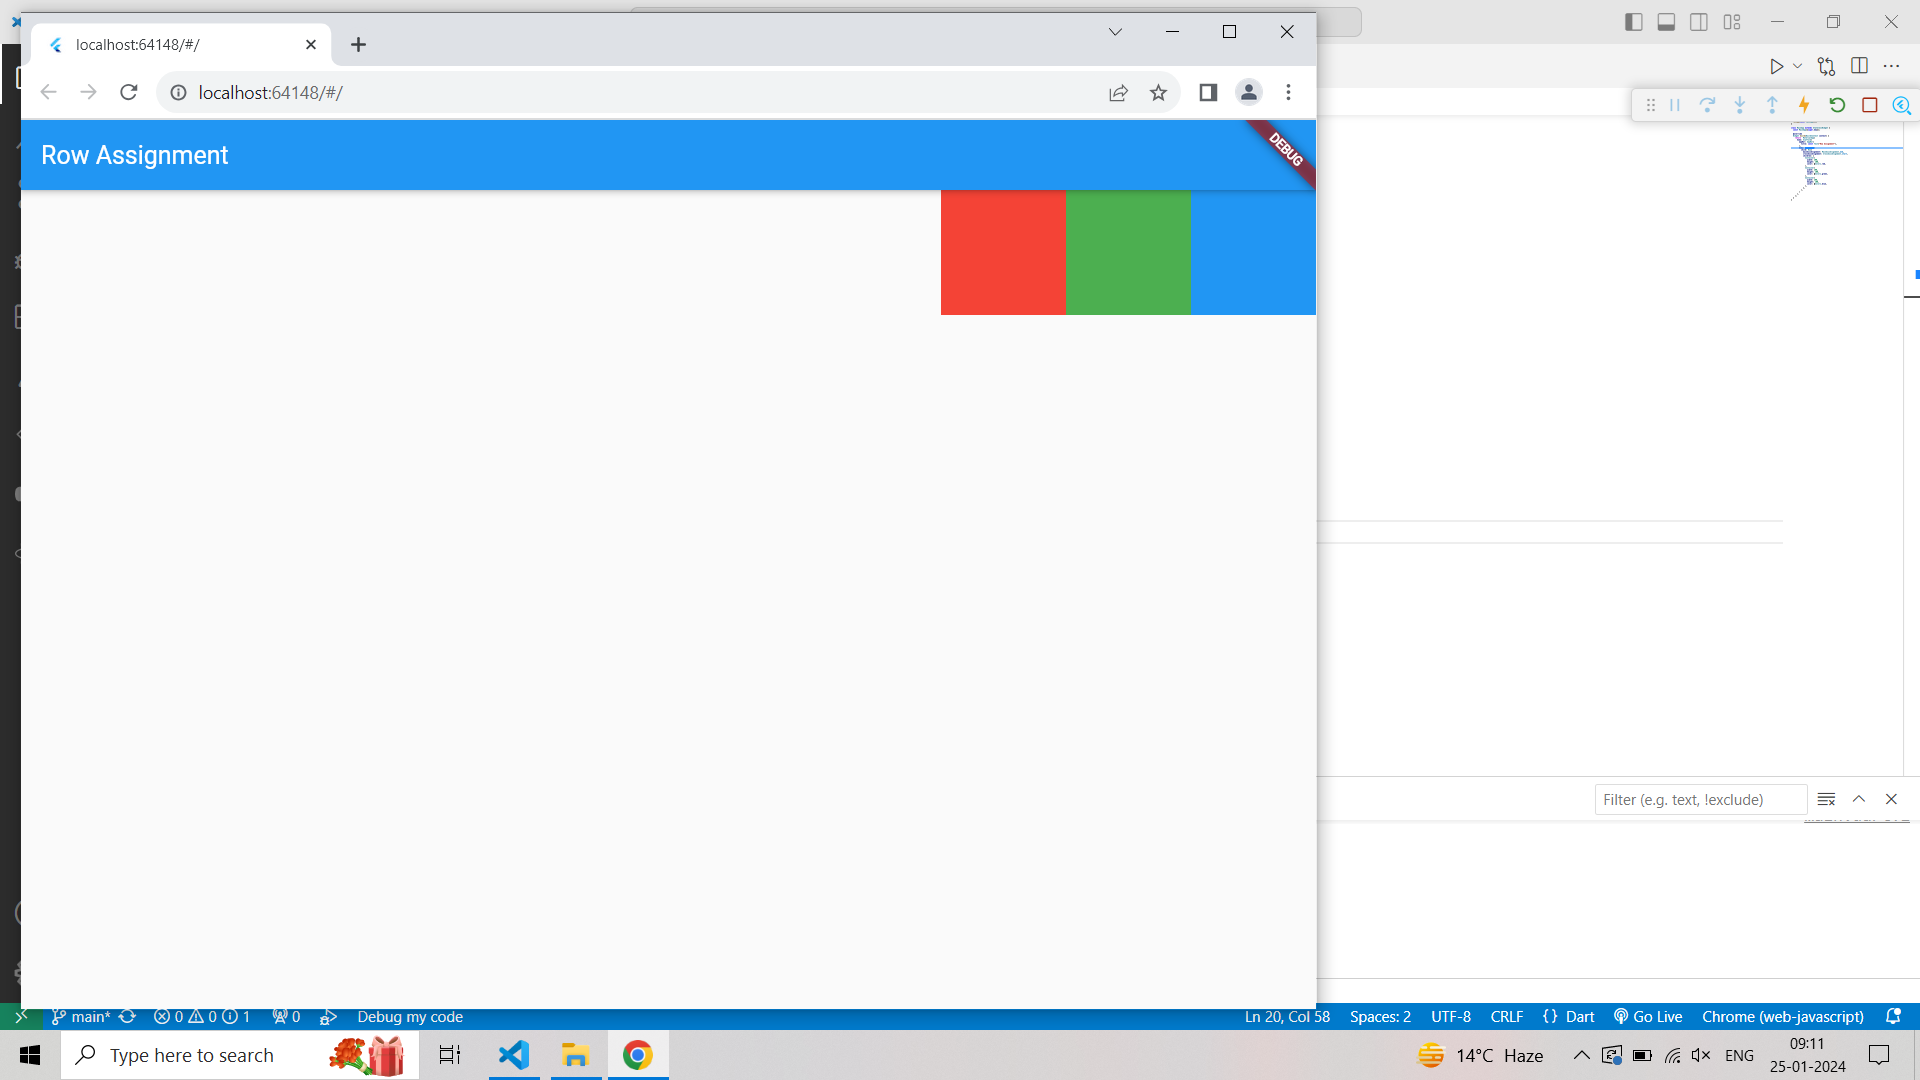 localhost:64148/#/
localhost:64148/#/
Row Assignment
DEBUG
Filter (e.g. text, !exclude)
main* 0 0 1 0 Debug my code Ln 20, Col 58 Spaces: 2 UTF-8 CRLF {} Dart Go Live Chrome (web-javascript)
Type here to search 14°C Haze ENG 09:11
25-01-2024